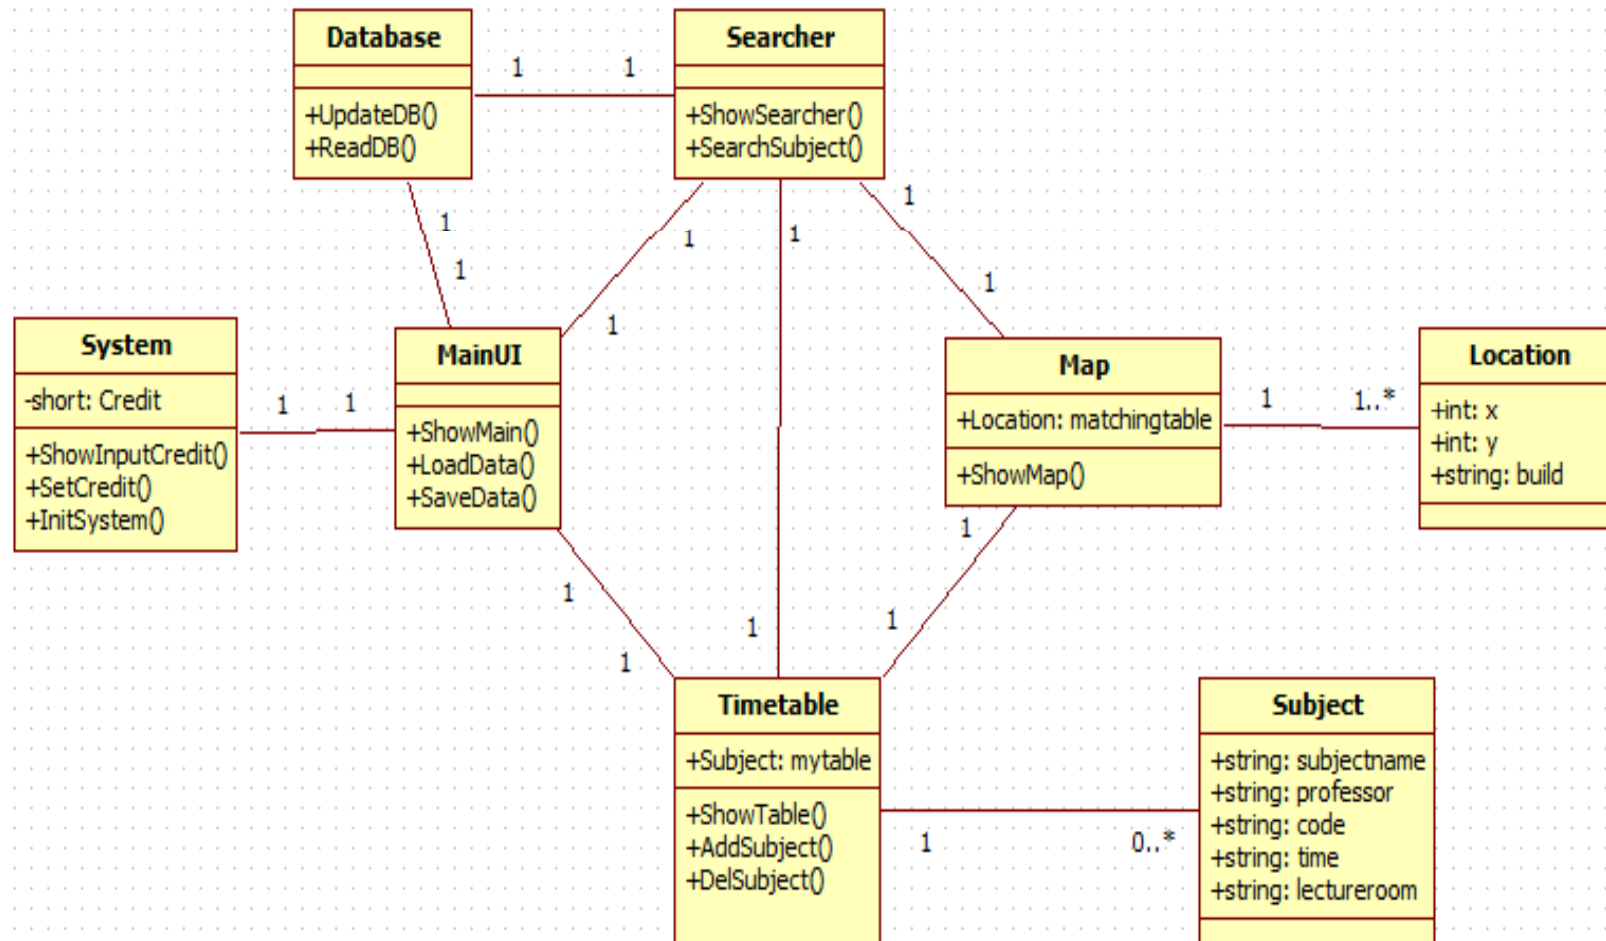 Database
+UpdateDB()
+ReadDB()
1
1
Searcher
+ShowSearcher()
+SearchSubject()
1
1
1
1
1
1
1
1
System
-short: Credit
+ShowInputCredit()
+SetCredit()
+InitSystem()
1
1
MainUI
+ShowMain()
+LoadData()
+SaveData()
Map
+Location: matchingtable
+ShowMap()
1
1..*
Location
+int: x
+int: y
+string: build
1
1
1
1
1
Timetable
+Subject: mytable
+ShowTable()
+AddSubject()
+DelSubject()
1
0..*
Subject
+string: subjectname
+string: professor
+string: code
+string: time
+string: lectureroom